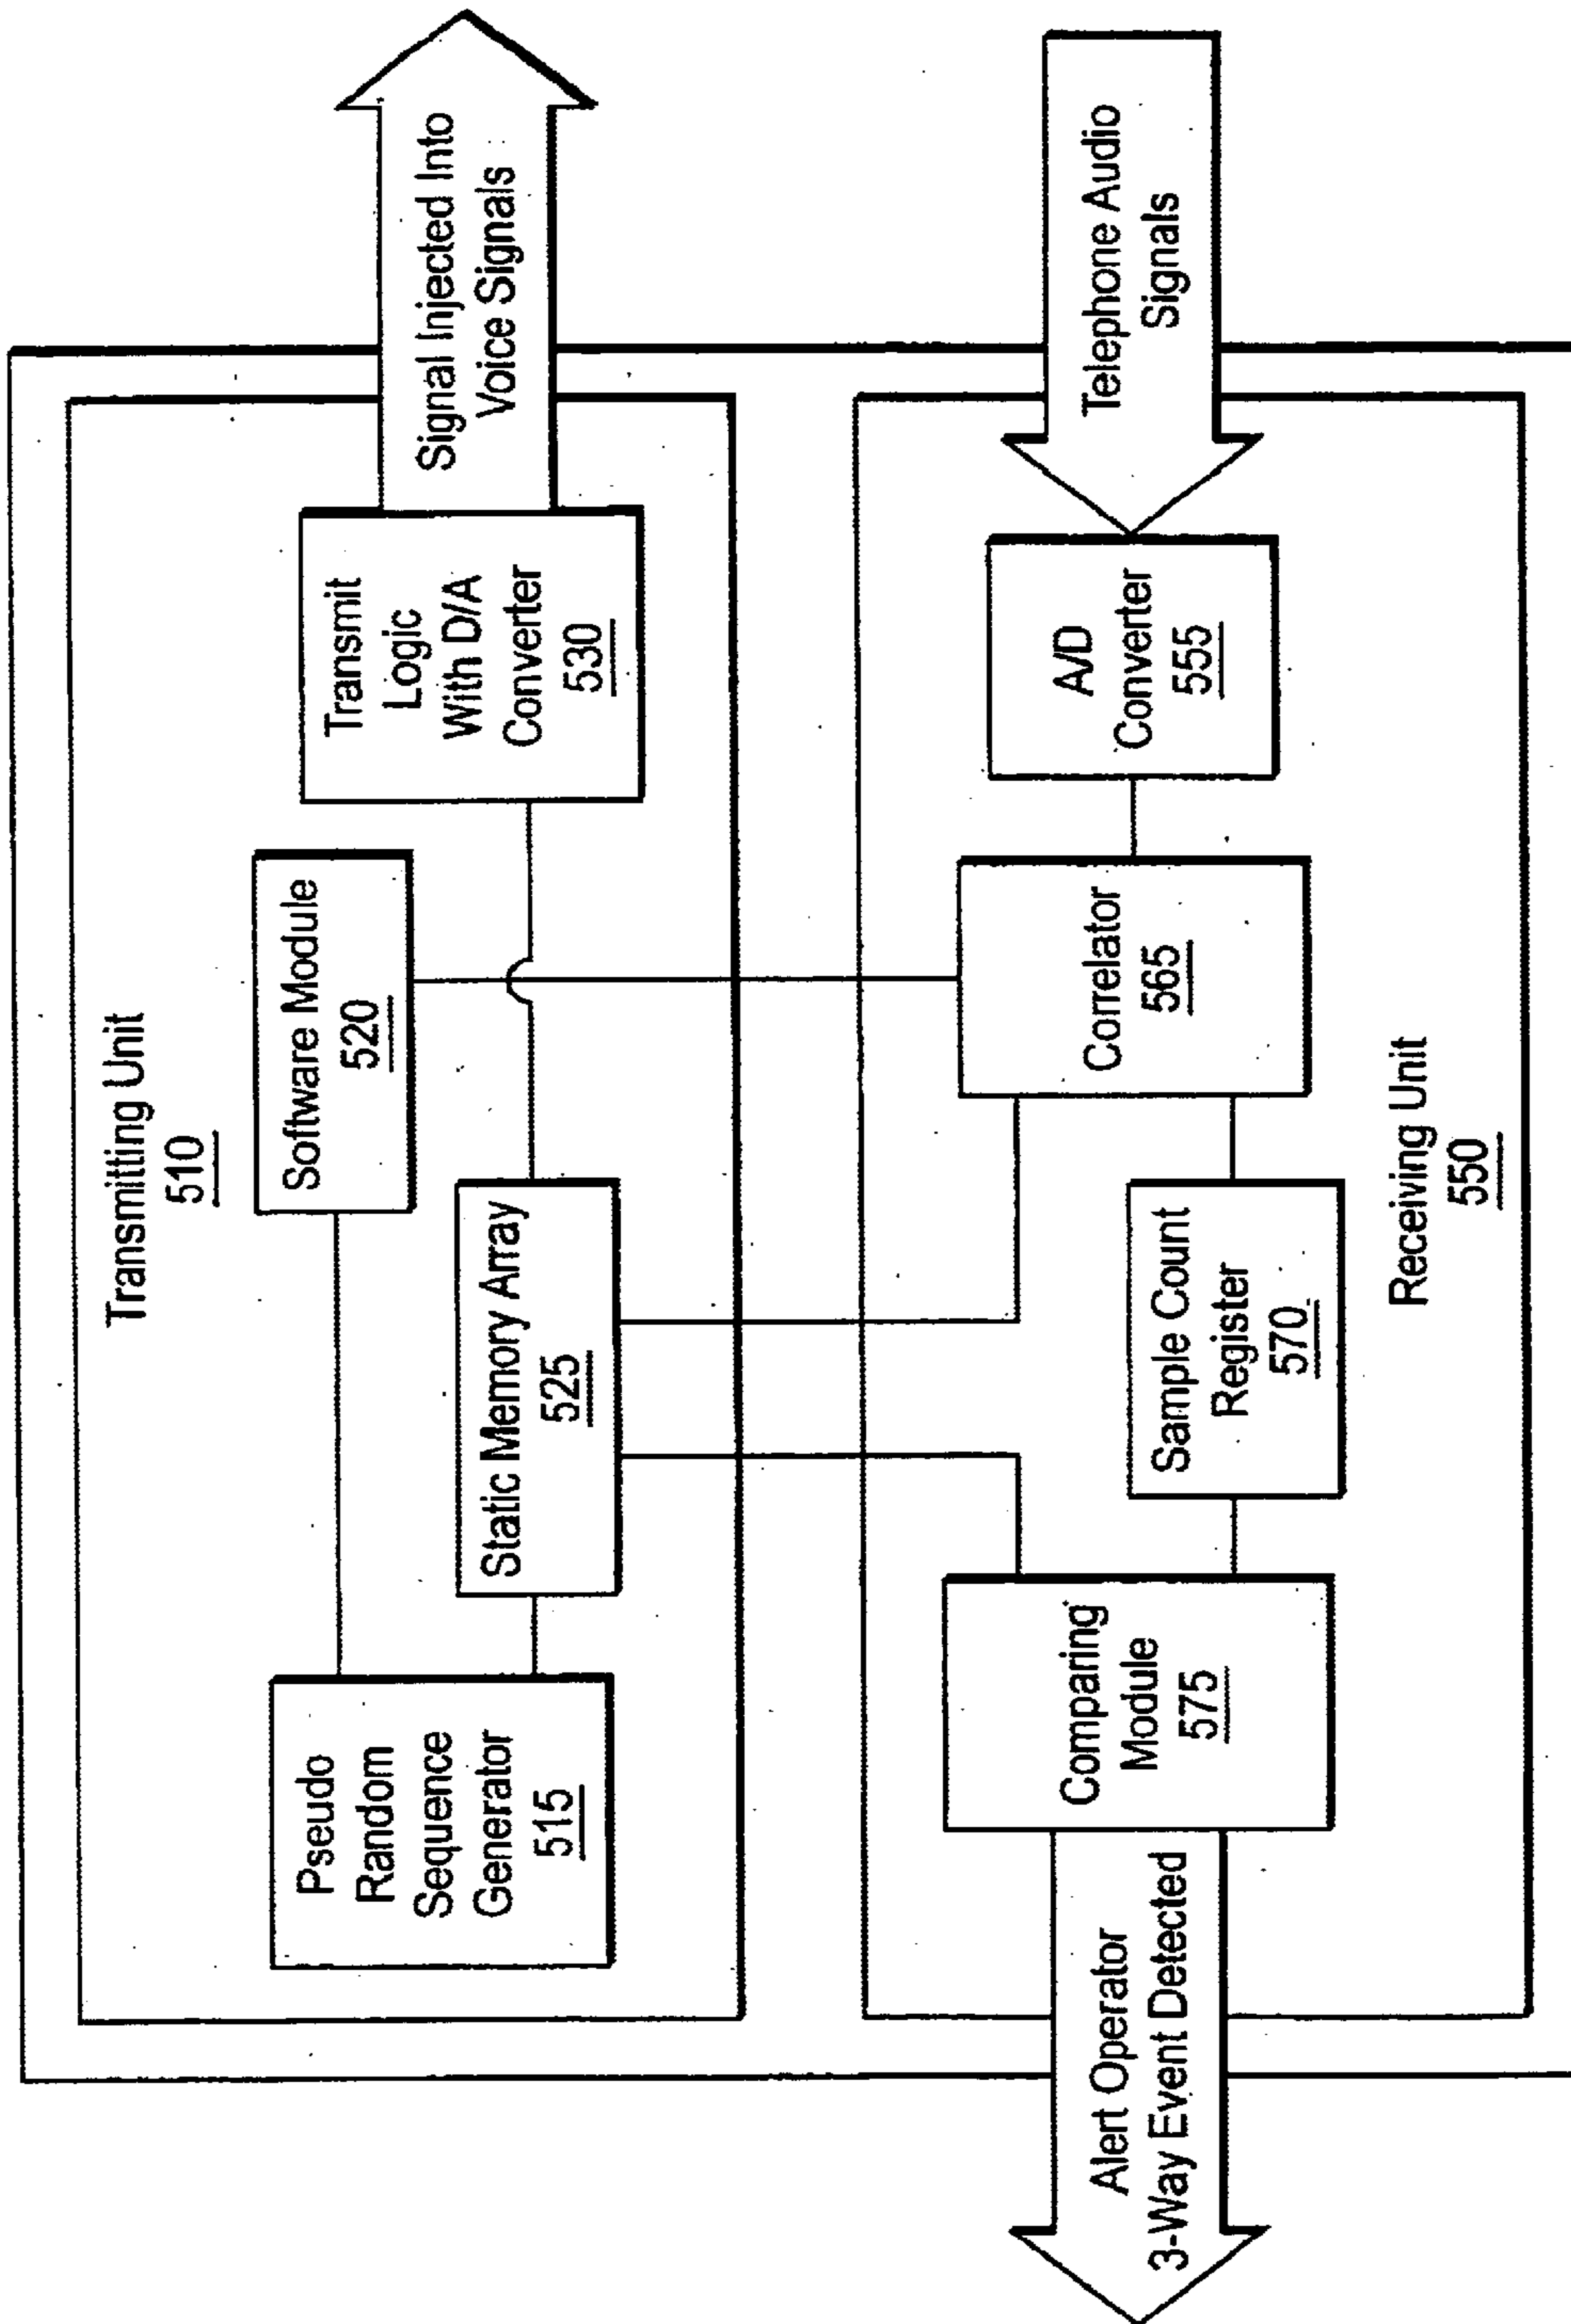 Transmitting Unit
510
Pseudo
Random
Sequence
Generator
515
Software Module
520
Static Memory Array
525
Transmit
Logic
With D/A
Converter
530
Signal Injected Into
Voice Signals
Alert Operator
3-Way Event Detected
Comparing
Module
575
Sample Count
Register
570
Correlator
565
A/D
Converter
555
Telephone Audio
Signals
Receiving Unit
550